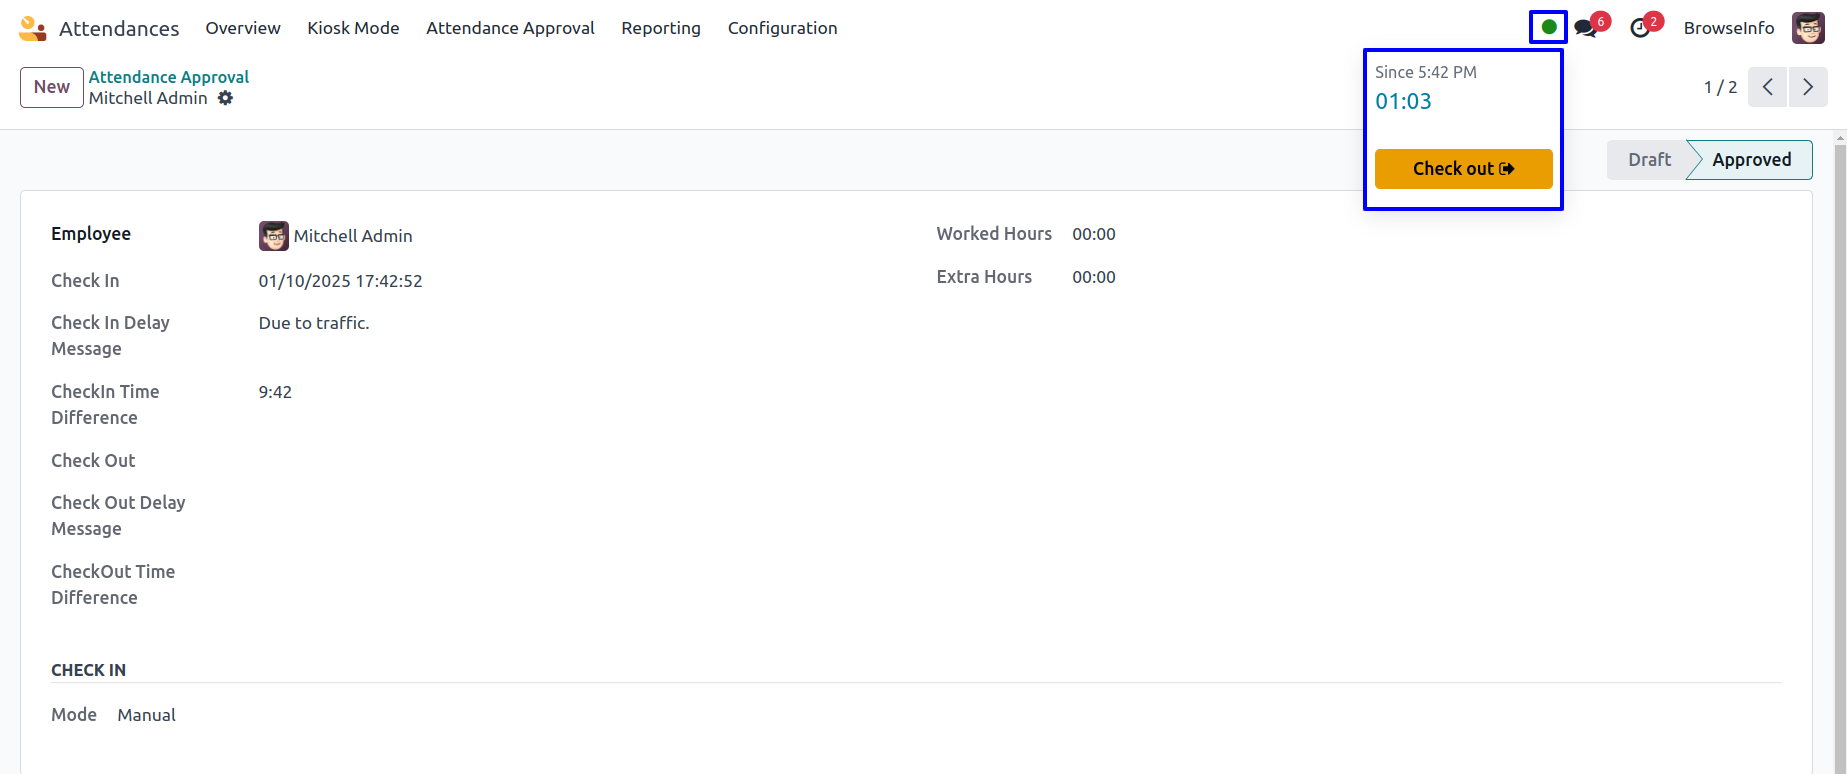 Attendances Overview Kiosk Mode Attendance Approval Reporting Configuration 6 2 BrowseInfo
New Attendance Approval
Mitchell Admin
1 / 2
Since 5:42 PM
01:03
Check out
Draft Approved
Employee Mitchell Admin
Worked Hours 00:00
Check In 01/10/2025 17:42:52
Extra Hours 00:00
Check In Delay
Message
Due to traffic.
CheckIn Time
Difference
9:42
Check Out
Check Out Delay
Message
CheckOut Time
Difference
CHECK IN
Mode Manual